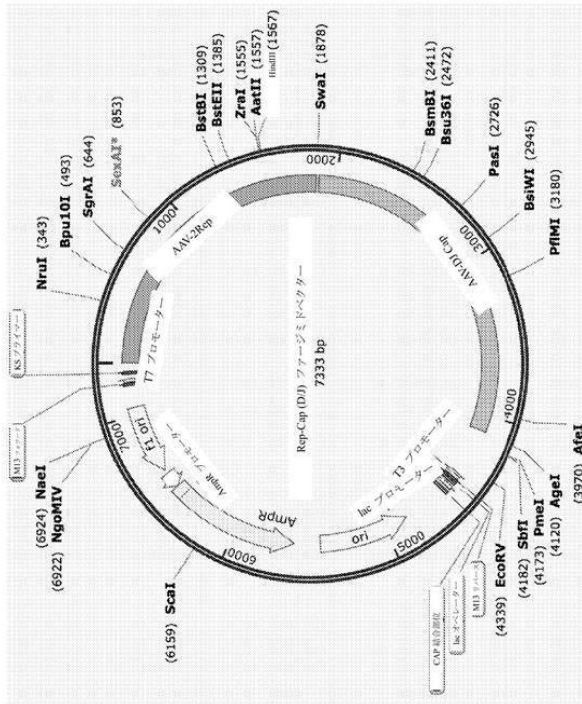 KS プライマー
NruI (343)
Bpu10I (493)
SgrAI (644)
SexAI* (853)
BstBI (1309)
BstEII (1385)
ZraI (1555)
AatII (1557)
HindIII (1567)
SwaI (1878)
BsmBI (2411)
Bsu36I (2472)
PasI (2726)
BsiWI (2945)
PflMI (3180)
AfeI (3970)
AgeI (4120)
PmeI (4173)
SbfI (4182)
EcoRV (4339)
M13 リバース
lac オペレーター
CAP 結合部位
ScaI (6159)
(6922) NgoMIV
(6924) NaeI
M13 フォワード
1000
2000
3000
4000
5000
6000
7000
AAV-2Rep
AAV-DJ Cap
T7 プロモーター
Rep-Cap (DJ) ファージミドベクター
7333 bp
T3 プロモーター
lac プロモーター
ori
AmpR
AmpR プロモーター
f1 ori